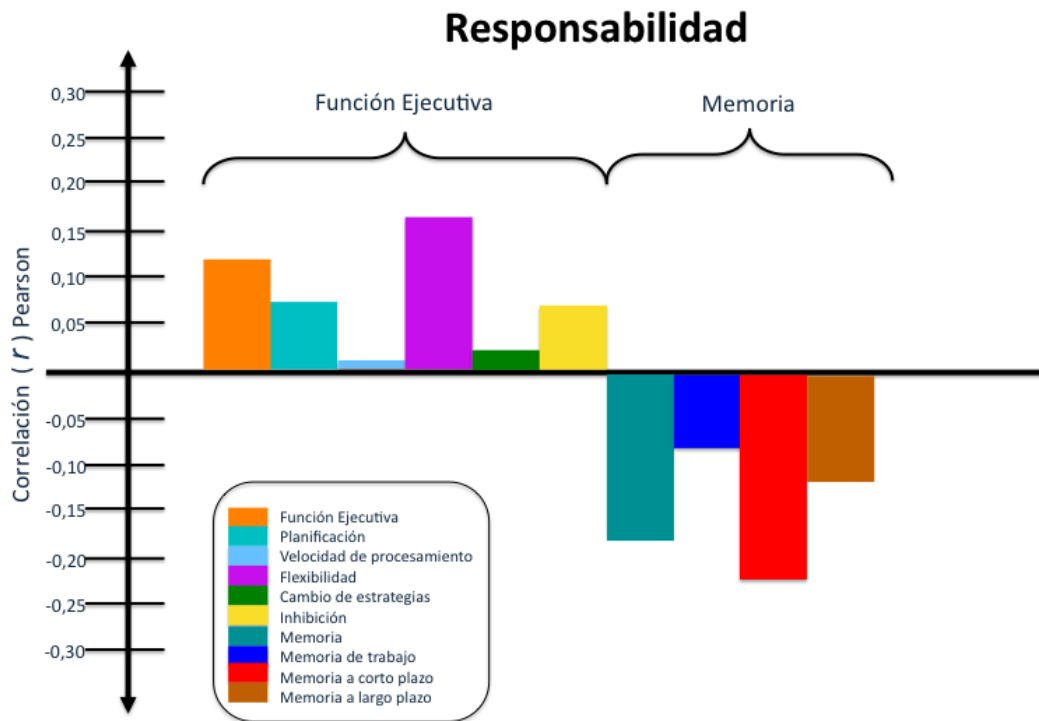 Responsabilidad
Función Ejecutiva
Memoria
0,30
0,25
0,20
0,15
0,10
0,05
-0,05
-0,10
-0,15
-0,20
-0,25
-0,30
Correlación ( r ) Pearson
Función Ejecutiva
Planificación
Velocidad de procesamiento
Flexibilidad
Cambio de estrategias
Inhibición
Memoria
Memoria de trabajo
Memoria a corto plazo
Memoria a largo plazo